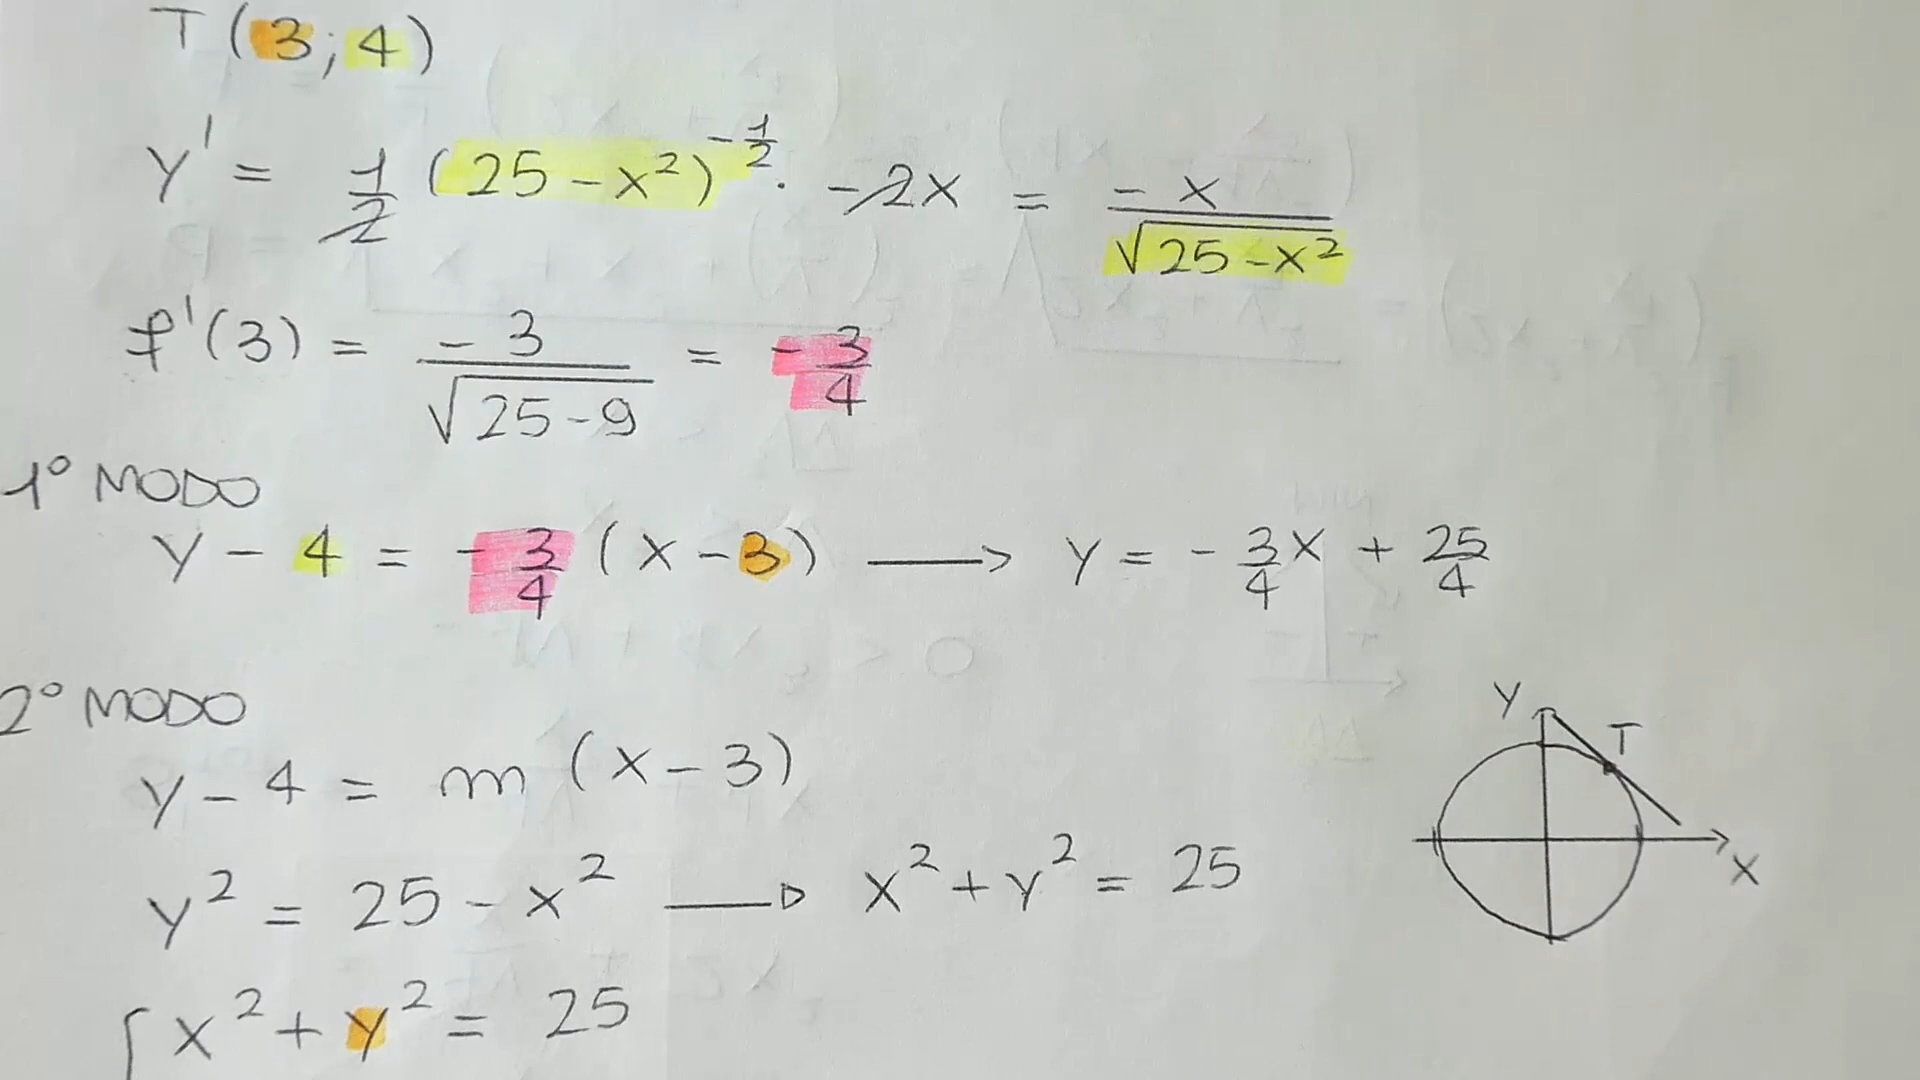 T (3; 4)
y' = 1/2 (25 - x²)^(-1/2) · -2x = -x/√(25-x²)
f'(3) = -3/√(25-9) = -3/4
1° MODO
y - 4 = -3/4 (x - 3) → y = -3/4 x + 25/4
2° MODO
y - 4 = m (x - 3)
y² = 25 - x² → x² + y² = 25
{ x² + y² = 25
Y
T
X